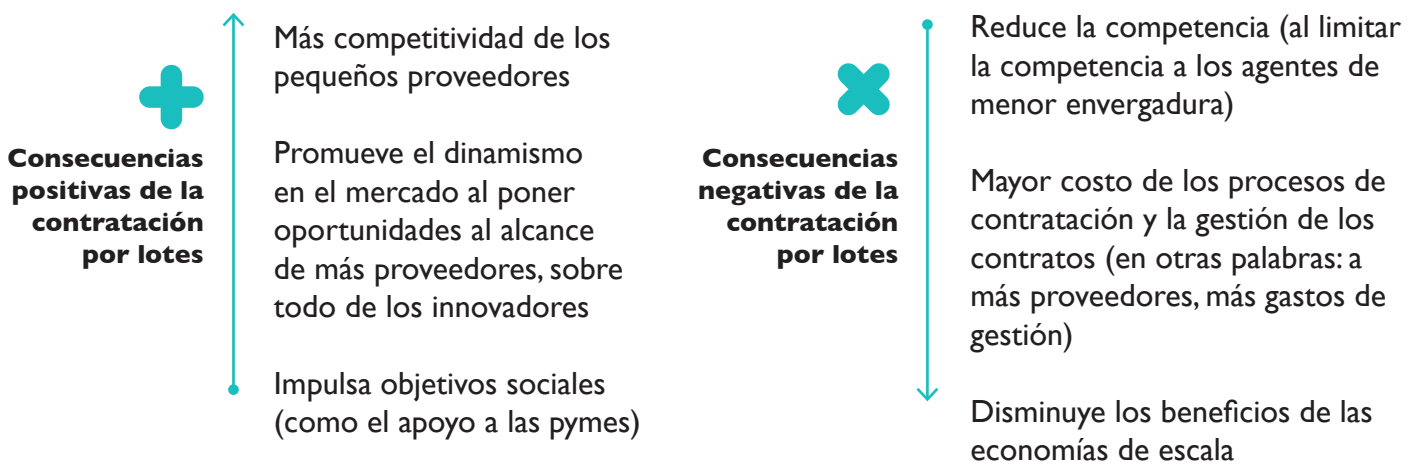 Consecuencias
positivas de la
contratación
por lotes
Más competitividad de los
pequeños proveedores
Promueve el dinamismo
en el mercado al poner
oportunidades al alcance
de más proveedores, sobre
todo de los innovadores
Impulsa objetivos sociales
(como el apoyo a las pymes)
Consecuencias
negativas de la
contratación
por lotes
Reduce la competencia (al limitar
la competencia a los agentes de
menor envergadura)
Mayor costo de los procesos de
contratación y la gestión de los
contratos (en otras palabras: a
más proveedores, más gastos de
gestión)
Disminuye los beneficios de las
economías de escala